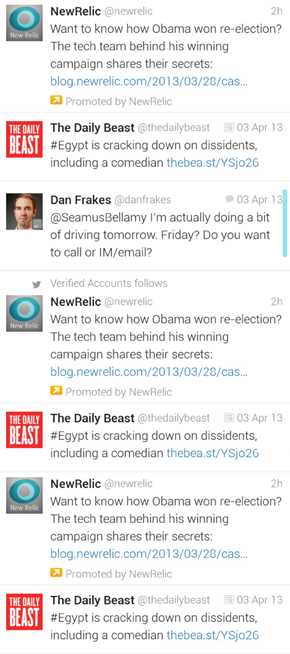 NewRelic @newrelic 2h
Want to know how Obama won re-election?
The tech team behind his winning
campaign shares their secrets:
blog.newrelic.com/2013/03/28/cas...
New Relic
Promoted by NewRelic
The Daily Beast @thedailybeast 03 Apr 13
THE DAILY
BEAST
#Egypt is cracking down on dissidents,
including a comedian thebea.st/YSjo26
Dan Frakes @danfrakes 03 Apr 13
@SeamusBellamy I'm actually doing a bit
of driving tomorrow. Friday? Do you want
to call or IM/email?
Verified Accounts follows
NewRelic @newrelic 2h
Want to know how Obama won re-election?
The tech team behind his winning
campaign shares their secrets:
blog.newrelic.com/2013/03/28/cas...
New Relic
Promoted by NewRelic
The Daily Beast @thedailybeast 03 Apr 13
THE DAILY
BEAST
#Egypt is cracking down on dissidents,
including a comedian thebea.st/YSjo26
NewRelic @newrelic 2h
Want to know how Obama won re-election?
The tech team behind his winning
campaign shares their secrets:
blog.newrelic.com/2013/03/28/cas...
New Relic
Promoted by NewRelic
The Daily Beast @thedailybeast 03 Apr 13
THE DAILY
BEAST
#Egypt is cracking down on dissidents,
including a comedian thebea.st/YSjo26